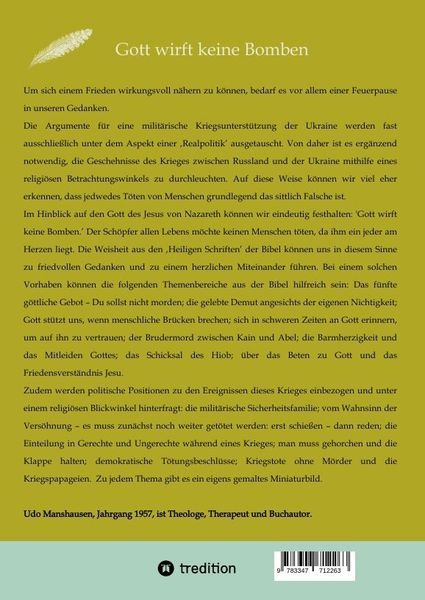 Gott wirft keine Bomben
Um sich einem Frieden wirkungsvoll nähern zu können, bedarf es vor allem einer Feuerpause
in unseren Gedanken.
Die Argumente für eine militärische Kriegsunterstützung der Ukraine werden fast
ausschließlich unter dem Aspekt einer ‚Realpolitik' ausgetauscht. Von daher ist es ergänzend
notwendig, die Geschehnisse des Krieges zwischen Russland und der Ukraine mithilfe eines
religiösen Betrachtungswinkels zu durchleuchten. Auf diese Weise können wir viel eher
erkennen, dass jedwedes Töten von Menschen grundlegend das sittlich Falsche ist.
Im Hinblick auf den Gott des Jesus von Nazareth können wir eindeutig festhalten: 'Gott wirft
keine Bomben.' Der Schöpfer allen Lebens möchte keinen Menschen töten, da ihm ein jeder am
Herzen liegt. Die Weisheit aus den ‚Heiligen Schriften' der Bibel können uns in diesem Sinne
zu friedvollen Gedanken und zu einem herzlichen Miteinander führen. Bei einem solchen
Vorhaben können die folgenden Themenbereiche aus der Bibel hilfreich sein: Das fünfte
göttliche Gebot – Du sollst nicht morden; die gelebte Demut angesichts der eigenen Nichtigkeit;
Gott stützt uns, wenn menschliche Brücken brechen; sich in schweren Zeiten an Gott erinnern,
um auf ihn zu vertrauen; der Brudermord zwischen Kain und Abel; die Barmherzigkeit und
das Mitleiden Gottes; das Schicksal des Hiob; über das Beten zu Gott und das
Friedensverständnis Jesu.
Zudem werden politische Positionen zu den Ereignissen dieses Krieges einbezogen und unter
einem religiösen Blickwinkel hinterfragt: die militärische Sicherheitsfamilie; vom Wahnsinn der
Versöhnung – es muss zunächst noch weiter getötet werden: erst schießen – dann reden; die
Einteilung in Gerechte und Ungerechte während eines Krieges; man muss gehorchen und die
Klappe halten; demokratische Tötungsbeschlüsse; Kriegstote ohne Mörder und die
Kriegspapageien. Zu jedem Thema gibt es ein eigens gemaltes Miniaturbild.
Udo Manshausen, Jahrgang 1957, ist Theologe, Therapeut und Buchautor.
tredition
9 783347 712263